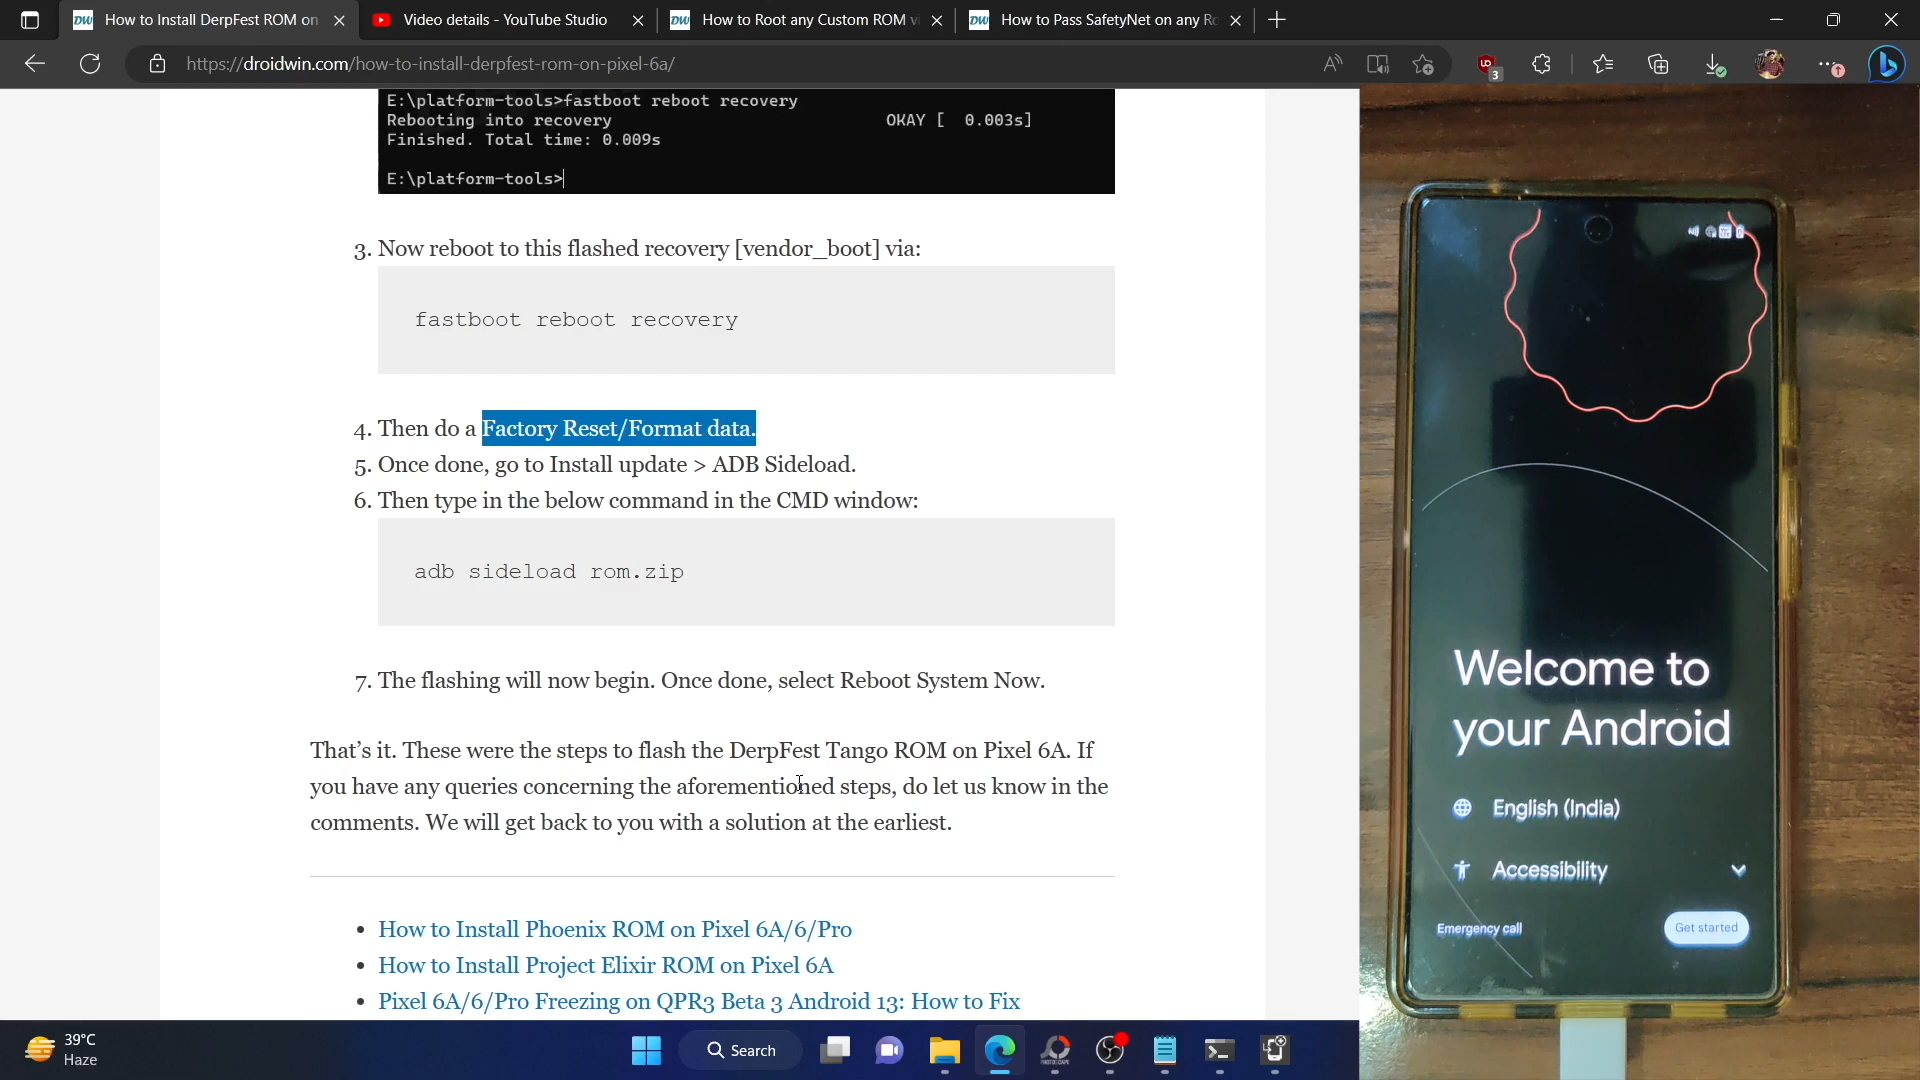 How to Install DerpFest ROM on
Video details - YouTube Studio
How to Root any Custom ROM vi
How to Pass SafetyNet on any Ro
https://droidwin.com/how-to-install-derpfest-rom-on-pixel-6a/
3
E:\platform-tools>fastboot reboot recovery
Rebooting into recovery OKAY [ 0.003s]
Finished. Total time: 0.009s
E:\platform-tools>
3. Now reboot to this flashed recovery [vendor_boot] via:
fastboot reboot recovery
4. Then do a Factory Reset/Format data.
5. Once done, go to Install update > ADB Sideload.
6. Then type in the below command in the CMD window:
adb sideload rom.zip
7. The flashing will now begin. Once done, select Reboot System Now.
That’s it. These were the steps to flash the DerpFest Tango ROM on Pixel 6A. If
you have any queries concerning the aforementioned steps, do let us know in the
comments. We will get back to you with a solution at the earliest.
• How to Install Phoenix ROM on Pixel 6A/6/Pro
• How to Install Project Elixir ROM on Pixel 6A
• Pixel 6A/6/Pro Freezing on QPR3 Beta 3 Android 13: How to Fix
39°C
Haze
Search
Welcome to
your Android
English (India)
Accessibility
Emergency call
Get started